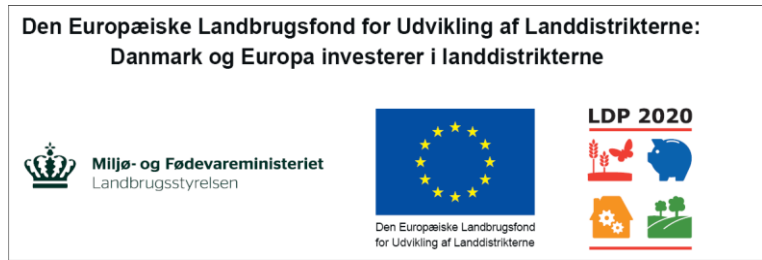 Den Europæiske Landbrugsfond for Udvikling af Landdistrikterne:
Danmark og Europa investerer i landdistrikterne
Miljø- og Fødevareministeriet
Landbrugsstyrelsen
Den Europæiske Landbrugsfond
for Udvikling af Landdistrikterne
LDP 2020